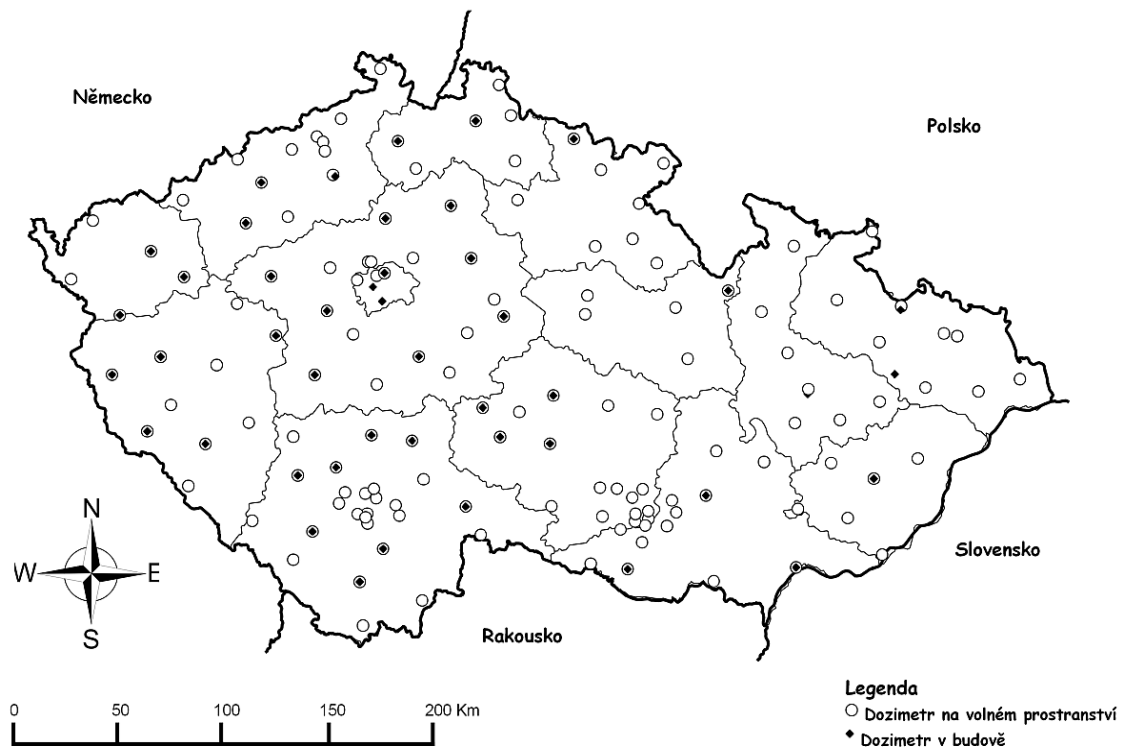 Německo
Polsko
N
W E
S
Slovensko
Rakousko
0 50 100 150 200 Km
Legenda
Dozimetr na volném prostranství
Dozimetr v budově